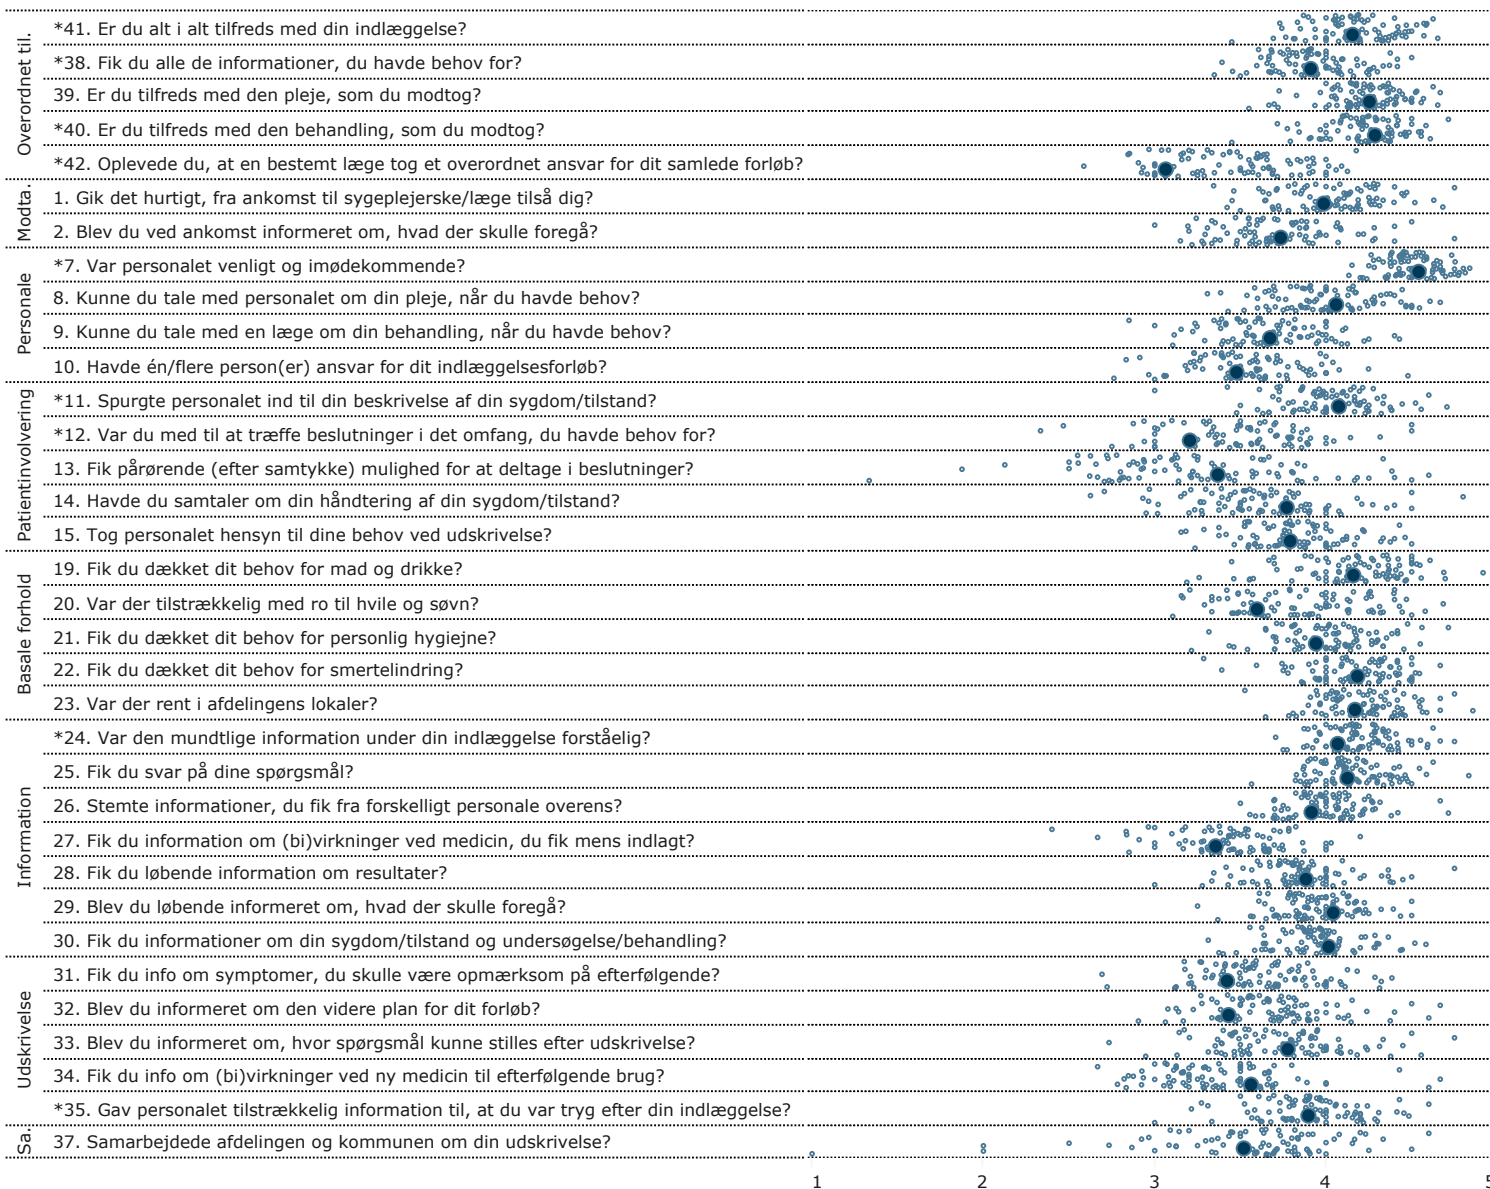 Overordnet til.
*41. Er du alt i alt tilfreds med din indlæggelse?
*38. Fik du alle de informationer, du havde behov for?
39. Er du tilfreds med den pleje, som du modtog?
*40. Er du tilfreds med den behandling, som du modtog?
*42. Oplevede du, at en bestemt læge tog et overordnet ansvar for dit samlede forløb?
Modta.
1. Gik det hurtigt, fra ankomst til sygeplejerske/læge tilså dig?
2. Blev du ved ankomst informeret om, hvad der skulle foregå?
Personale
*7. Var personalet venligt og imødekommende?
8. Kunne du tale med personalet om din pleje, når du havde behov?
9. Kunne du tale med en læge om din behandling, når du havde behov?
10. Havde én/flere person(er) ansvar for dit indlæggelsesforløb?
Patientinvolvering
*11. Spurgte personalet ind til din beskrivelse af din sygdom/tilstand?
*12. Var du med til at træffe beslutninger i det omfang, du havde behov for?
13. Fik pårørende (efter samtykke) mulighed for at deltage i beslutninger?
14. Havde du samtaler om din håndtering af din sygdom/tilstand?
15. Tog personalet hensyn til dine behov ved udskrivelse?
Basale forhold
19. Fik du dækket dit behov for mad og drikke?
20. Var der tilstrækkelig med ro til hvile og søvn?
21. Fik du dækket dit behov for personlig hygiejne?
22. Fik du dækket dit behov for smertelindring?
23. Var der rent i afdelingens lokaler?
Information
*24. Var den mundtlige information under din indlæggelse forståelig?
25. Fik du svar på dine spørgsmål?
26. Stemte informationer, du fik fra forskelligt personale overens?
27. Fik du information om (bi)virkninger ved medicin, du fik mens indlagt?
28. Fik du løbende information om resultater?
29. Blev du løbende informeret om, hvad der skulle foregå?
30. Fik du informationer om din sygdom/tilstand og undersøgelse/behandling?
Udskrivelse
31. Fik du info om symptomer, du skulle være opmærksom på efterfølgende?
32. Blev du informeret om den videre plan for dit forløb?
33. Blev du informeret om, hvor spørgsmål kunne stilles efter udskrivelse?
34. Fik du info om (bi)virkninger ved ny medicin til efterfølgende brug?
*35. Gav personalet tilstrækkelig information til, at du var tryg efter din indlæggelse?
Sa.
37. Samarbejdede afdelingen og kommunen om din udskrivelse?
1 2 3 4 5